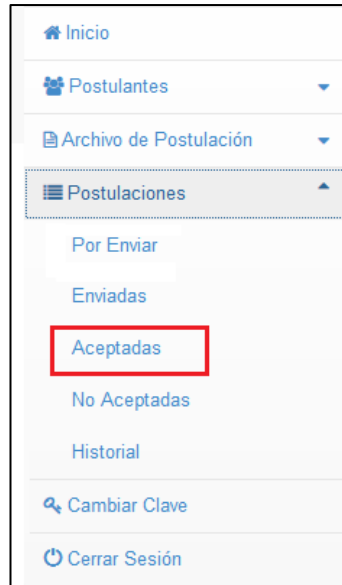 Inicio
Postulantes
Archivo de Postulación
Postulaciones
Por Enviar
Enviadas
Aceptadas
No Aceptadas
Historial
Cambiar Clave
Cerrar Sesión